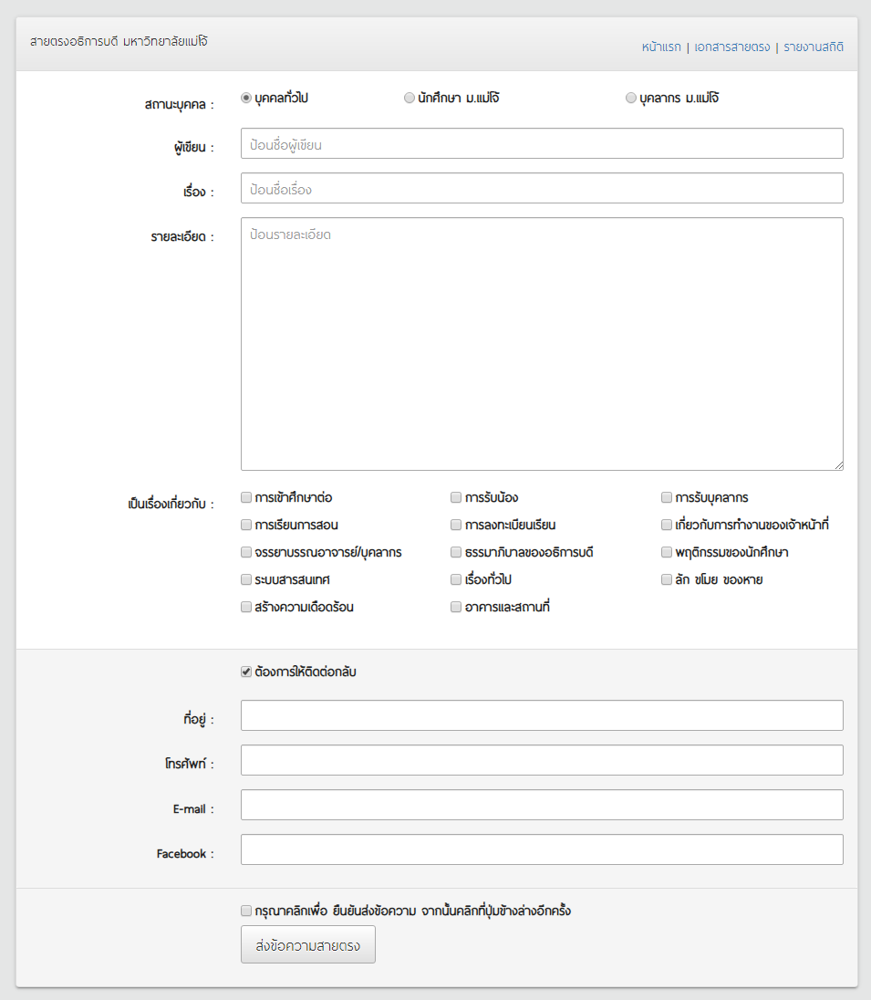 สายตรงอธิการบดี มหาวิทยาลัยแม่โจ้
หน้าแรก | เอกสารสายตรง | รายงานสถิติ
สถานะบุคคล : บุคคลทั่วไป นักศึกษา ม.แม่โจ้ บุคลากร ม.แม่โจ้
ผู้เขียน : ป้อนชื่อผู้เขียน
เรื่อง : ป้อนชื่อเรื่อง
รายละเอียด : ป้อนรายละเอียด
เป็นเรื่องเกี่ยวกับ : การเข้าศึกษาต่อ การรับน้อง การรับบุคลากร
การเรียนการสอน การลงทะเบียนเรียน เกี่ยวกับการทำงานของเจ้าหน้าที่
จรรยาบรรณอาจารย์/บุคลากร ธรรมาภิบาลของอธิการบดี พฤติกรรมของนักศึกษา
ระบบสารสนเทศ เรื่องทั่วไป ลัก ขโมย ของหาย
สร้างความเดือดร้อน อาคารและสถานที่
ต้องการให้ติดต่อกลับ
ที่อยู่ :
โทรศัพท์ :
E-mail :
Facebook :
กรุณาคลิกเพื่อ ยืนยันส่งข้อความ จากนั้นคลิกที่ปุ่มข้างล่างอีกครั้ง
ส่งข้อความสายตรง